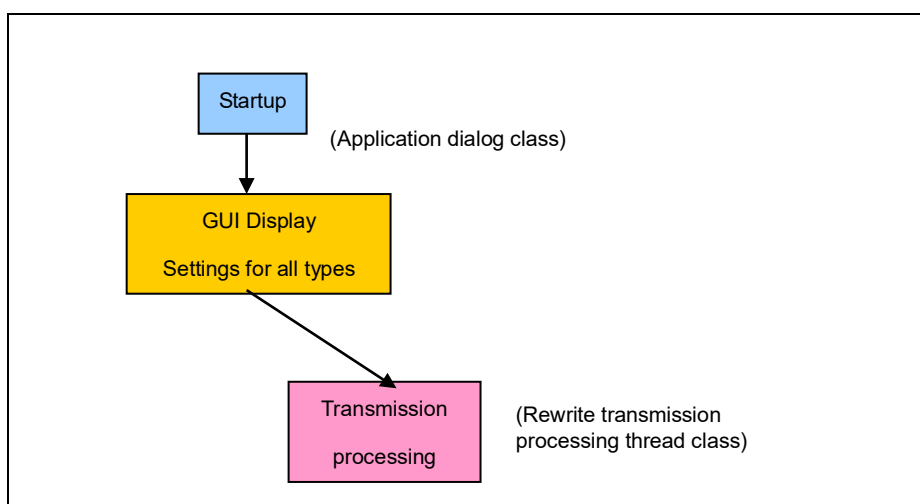 Startup
(Application dialog class)
GUI Display
Settings for all types
Transmission
processing
(Rewrite transmission
processing thread class)